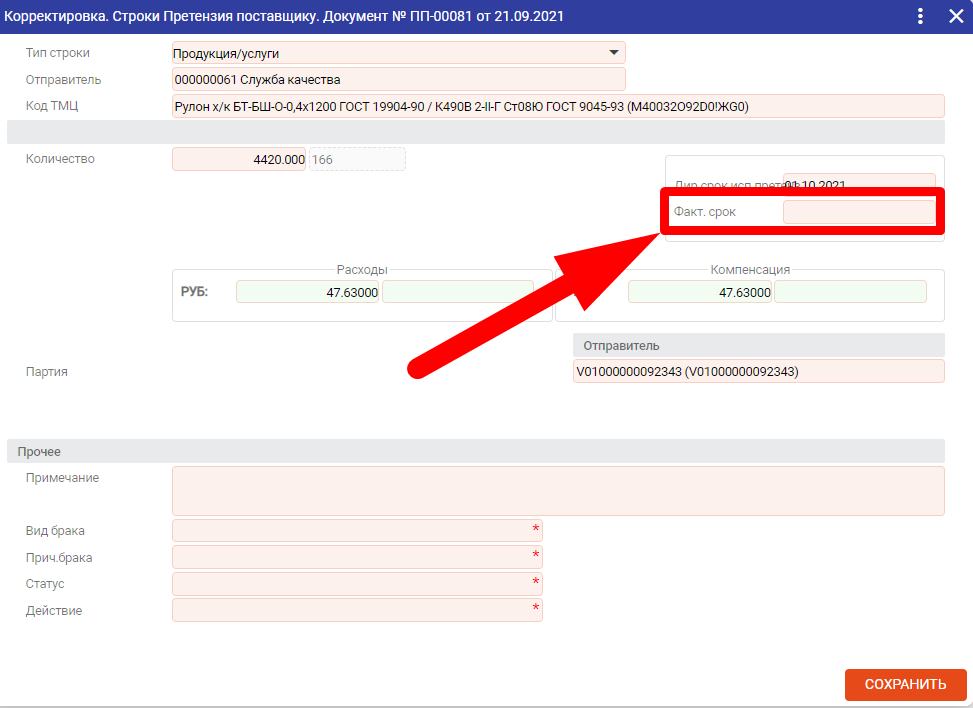 Корректировка. Строки Претензия поставщику. Документ № ПП-00081 от 21.09.2021
Тип строки Продукция/услуги
Отправитель 000000061 Служба качества
Код ТМЦ Рулон х/к БТ-БШ-О-0,4х1200 ГОСТ 19904-90 / К490В 2-II-Г Ст08Ю ГОСТ 9045-93 (М40032О92D0!ЖG0)
Количество 4420.000 166
Дир.срок исп.претенз 01.10.2021
Факт. срок
Расходы Компенсация
РУБ: 47.63000 47.63000
Отправитель
Партия V01000000092343 (V01000000092343)
Прочее
Примечание
Вид брака *
Прич.брака *
Статус *
Действие *
СОХРАНИТЬ